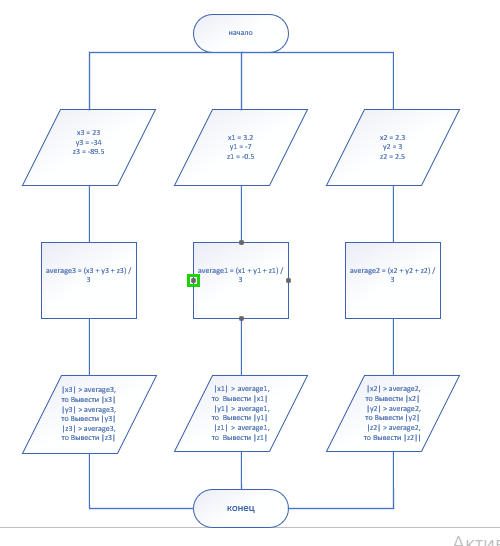 начало
x3 = 23
y3 = -34
z3 = -89.5
x1 = 3.2
y1 = -7
z1 = -0.5
x2 = 2.3
y2 = 3
z2 = 2.5
average3 = (x3 + y3 + z3) /
3
average1 = (x1 + y1 + z1) /
3
average2 = (x2 + y2 + z2) /
3
|x3| > average3,
то Вывести |x3|
|y3| > average3,
то Вывести |y3|
|z3| > average3,
то Вывести |z3|
|x1| > average1,
то Вывести |x1|
|y1| > average1,
то Вывести |y1|
|z1| > average1,
то Вывести |z1|
|x2| > average2,
то Вывести |x2|
|y2| > average2,
то Вывести |y2|
|z2| > average2,
то Вывести |z2||
конец